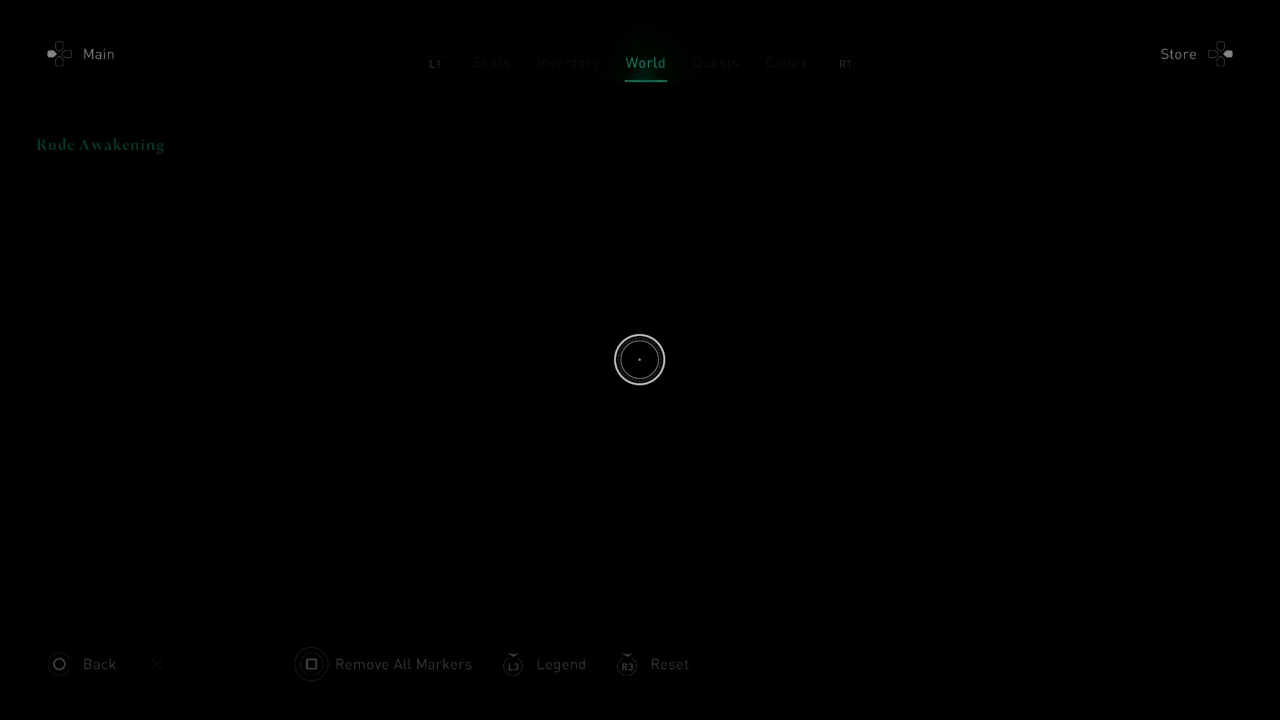 Main
L1 Skills Inventory World Quests Codex R1
Store
Rude Awakening
Back
Remove All Markers
L3 Legend
R3 Reset